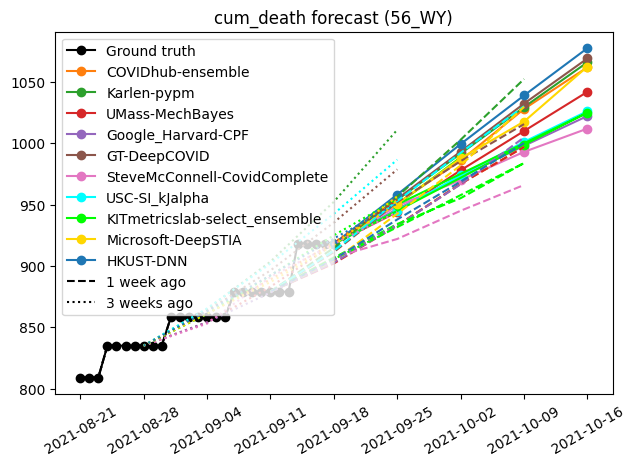 cum_death forecast (56_WY)
1050
1000
950
900
850
800
Ground truth
COVIDhub-ensemble
Karlen-pypm
UMass-MechBayes
Google_Harvard-CPF
GT-DeepCOVID
SteveMcConnell-CovidComplete
USC-SI_kJalpha
KITmetricslab-select_ensemble
Microsoft-DeepSTIA
HKUST-DNN
1 week ago
3 weeks ago
2021-08-21
2021-08-28
2021-09-04
2021-09-11
2021-09-18
2021-09-25
2021-10-02
2021-10-09
2021-10-16